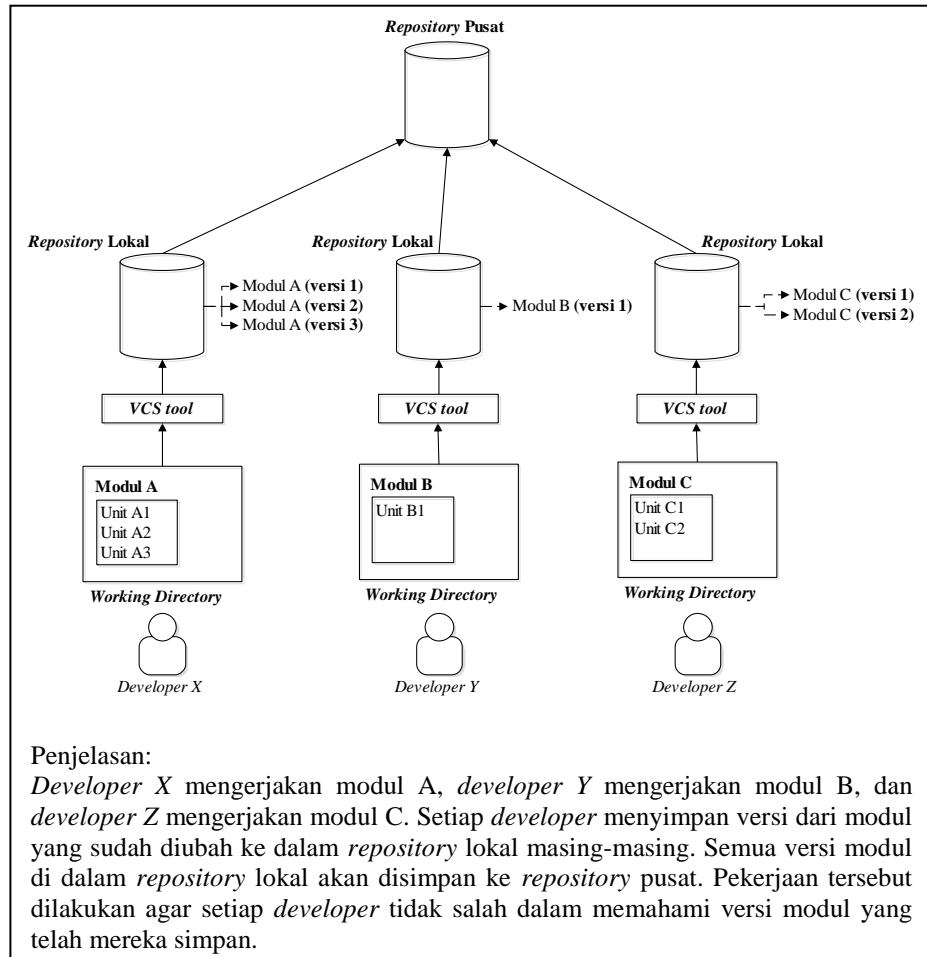 Repository Pusat
Repository Lokal
Repository Lokal
Repository Lokal
Modul A (versi 1)
Modul A (versi 2)
Modul A (versi 3)
Modul B (versi 1)
Modul C (versi 1)
Modul C (versi 2)
VCS tool
VCS tool
VCS tool
Modul A
Unit A1
Unit A2
Unit A3
Modul B
Unit B1
Modul C
Unit C1
Unit C2
Working Directory
Working Directory
Working Directory
Developer X
Developer Y
Developer Z
Penjelasan:
Developer X mengerjakan modul A, developer Y mengerjakan modul B, dan
developer Z mengerjakan modul C. Setiap developer menyimpan versi dari modul
yang sudah diubah ke dalam repository lokal masing-masing. Semua versi modul
di dalam repository lokal akan disimpan ke repository pusat. Pekerjaan tersebut
dilakukan agar setiap developer tidak salah dalam memahami versi modul yang
telah mereka simpan.